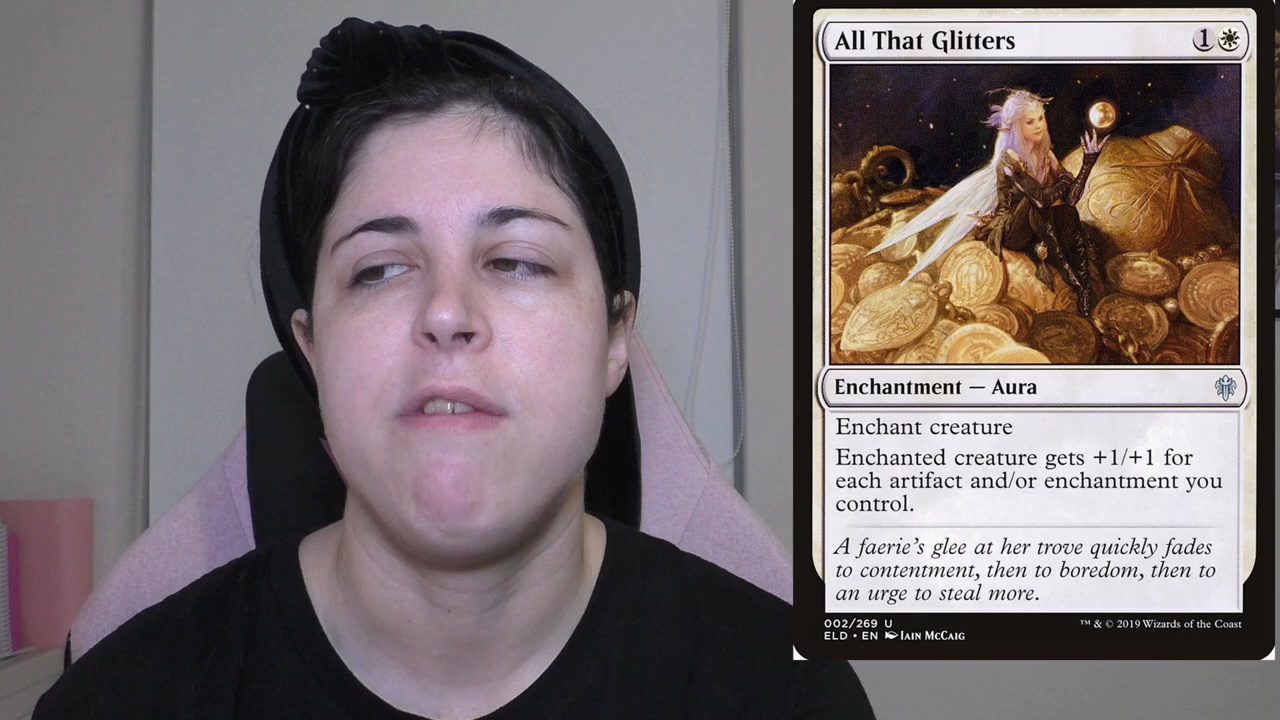 All That Glitters 1
Enchantment — Aura
Enchant creature
Enchanted creature gets +1/+1 for
each artifact and/or enchantment you
control.
A faerie's glee at her trove quickly fades
to contentment, then to boredom, then to
an urge to steal more.
002/269 U
ELD • EN Iain McCaig
™ & © 2019 Wizards of the Coast